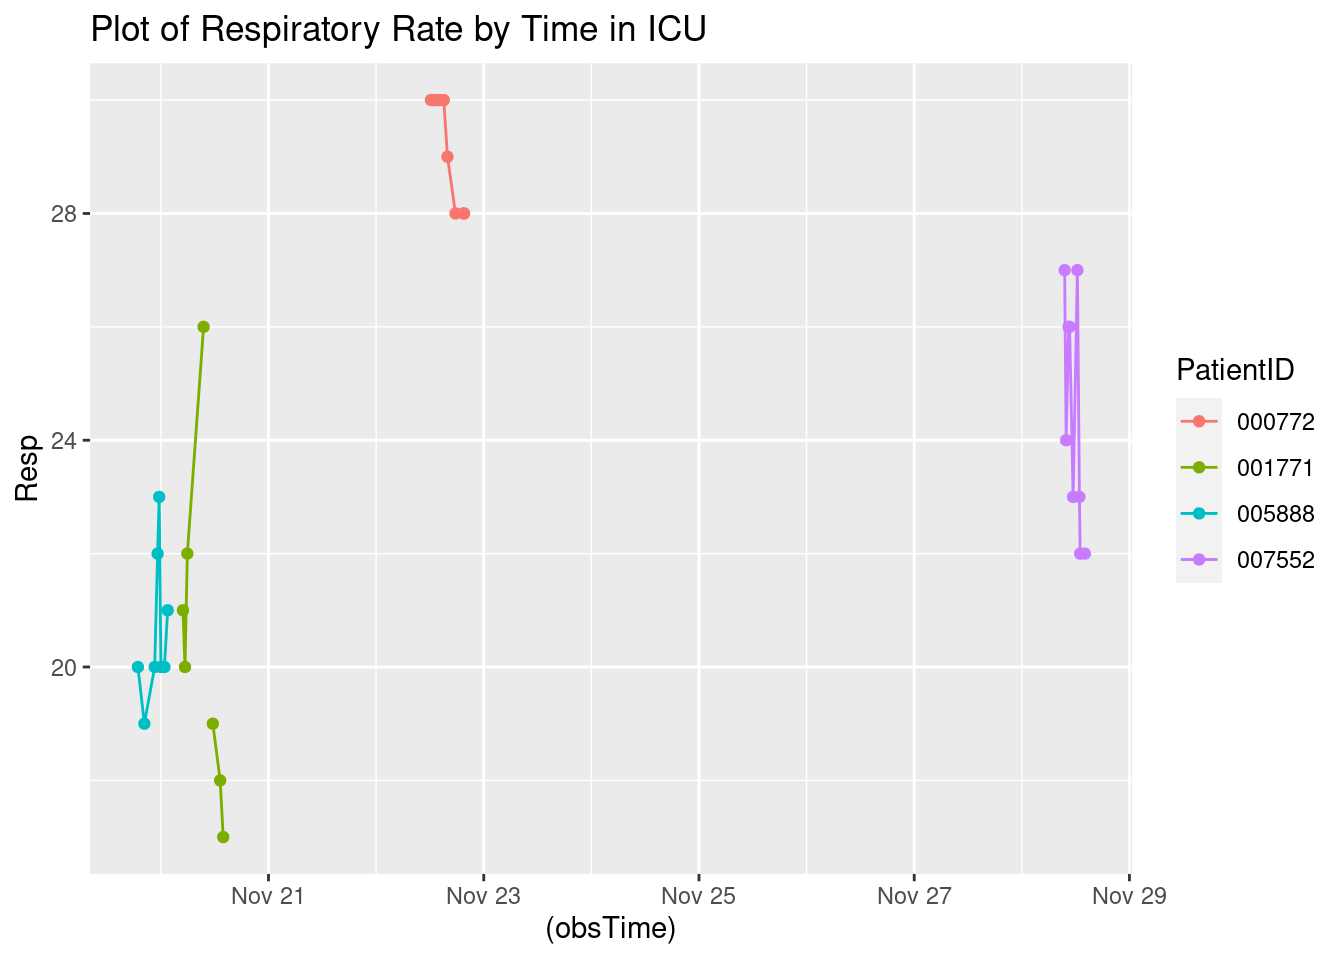 Plot of Respiratory Rate by Time in ICU
Resp
28
24
20
Nov 21
Nov 23
Nov 25
Nov 27
Nov 29
(obsTime)
PatientID
000772
001771
005888
007552